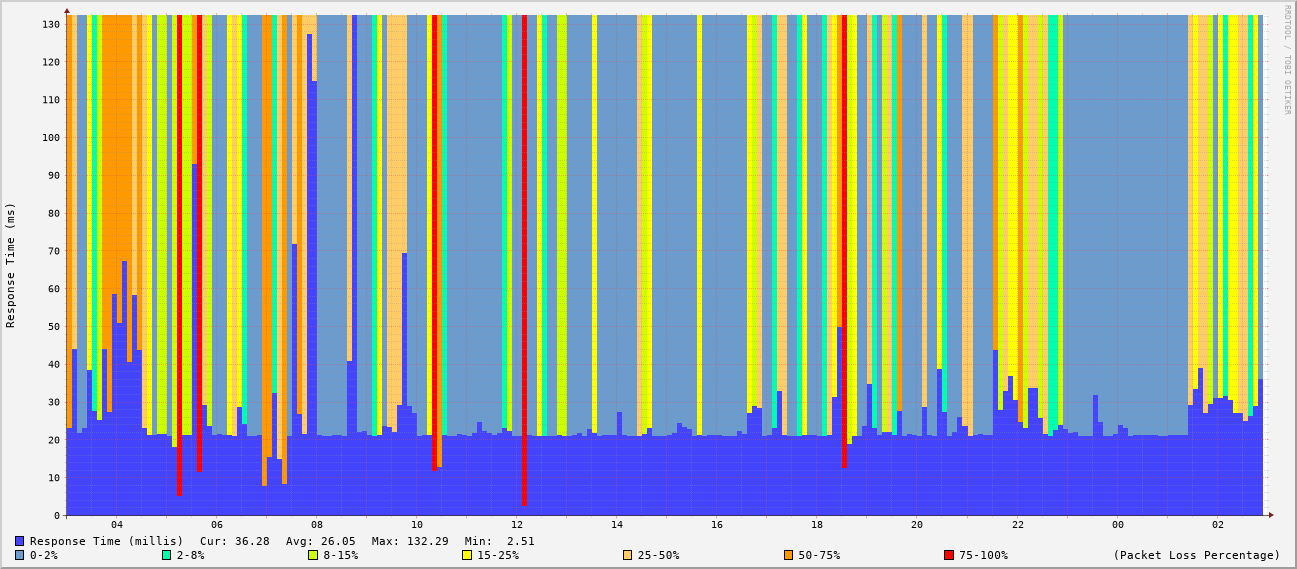 RRDTOOL / TOBI OETIKER
Response Time (ms)
130
120
110
100
90
80
70
60
50
40
30
20
10
0
04 06 08 10 12 14 16 18 20 22 00 02
Response Time (millis) Cur: 36.28 Avg: 26.05 Max: 132.29 Min: 2.51
0-2% 2-8% 8-15% 15-25% 25-50% 50-75% 75-100% (Packet Loss Percentage)